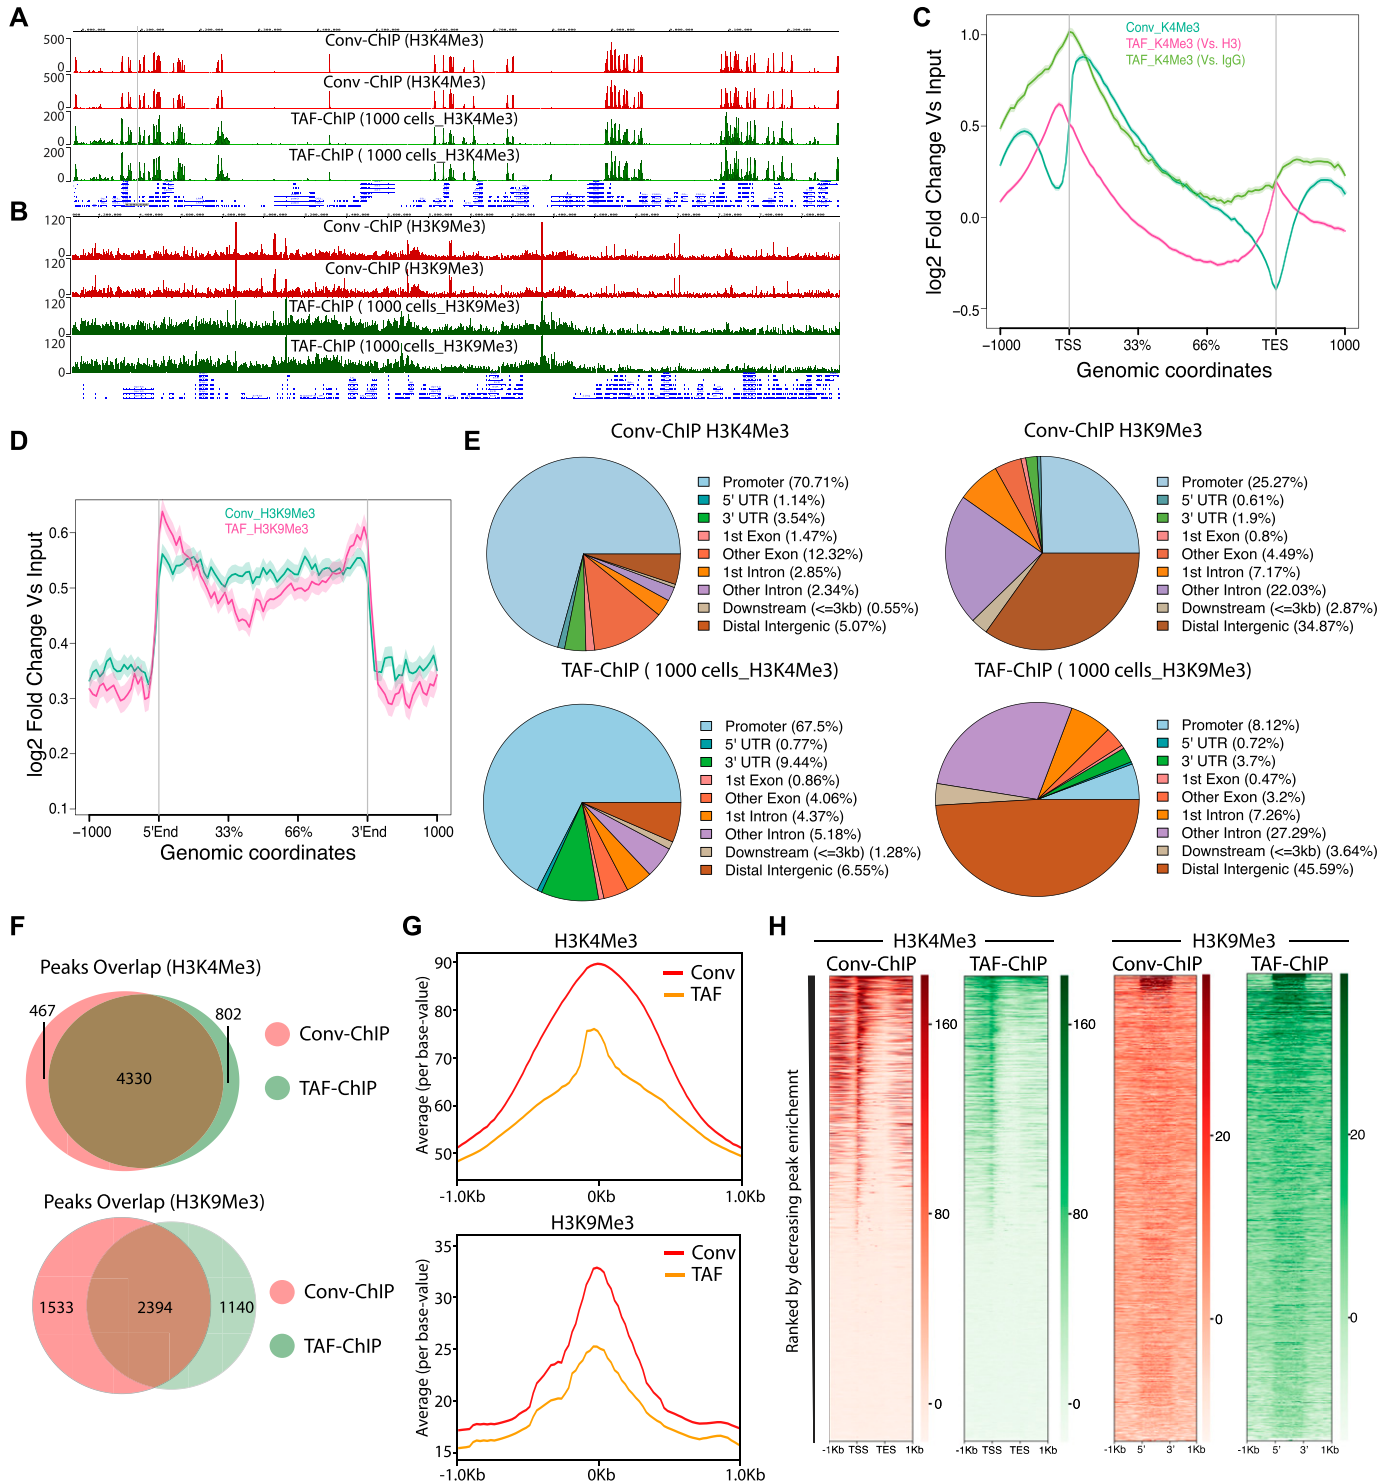 A
500
0
Conv-ChIP (H3K4Me3)
500
0
Conv -ChIP (H3K4Me3)
200
0
TAF-ChIP (1000 cells_H3K4Me3)
200
0
TAF-ChIP ( 1000 cells_H3K4Me3)
B
120
0
Conv -ChIP (H3K9Me3)
120
0
Conv-ChIP (H3K9Me3)
120
0
TAF-ChIP ( 1000 cells_H3K9Me3)
120
0
TAF-ChIP (1000 cells_H3K9Me3)
C
Conv_K4Me3
TAF_K4Me3 (Vs. H3)
TAF_K4Me3 (Vs. IgG)
log2 Fold Change Vs Input
1.0
0.5
0.0
−0.5
−1000 TSS 33% 66% TES 1000
Genomic coordinates
D
Conv_H3K9Me3
TAF_H3K9Me3
log2 Fold Change Vs Input
0.6
0.5
0.4
0.3
0.2
0.1
−1000 5'End 33% 66% 3'End 1000
Genomic coordinates
E
Conv-ChIP H3K4Me3
Promoter (70.71%)
5' UTR (1.14%)
3' UTR (3.54%)
1st Exon (1.47%)
Other Exon (12.32%)
1st Intron (2.85%)
Other Intron (2.34%)
Downstream (<=3kb) (0.55%)
Distal Intergenic (5.07%)
Conv-ChIP H3K9Me3
Promoter (25.27%)
5' UTR (0.61%)
3' UTR (1.9%)
1st Exon (0.8%)
Other Exon (4.49%)
1st Intron (7.17%)
Other Intron (22.03%)
Downstream (<=3kb) (2.87%)
Distal Intergenic (34.87%)
TAF-ChIP ( 1000 cells_H3K4Me3)
Promoter (67.5%)
5' UTR (0.77%)
3' UTR (9.44%)
1st Exon (0.86%)
Other Exon (4.06%)
1st Intron (4.37%)
Other Intron (5.18%)
Downstream (<=3kb) (1.28%)
Distal Intergenic (6.55%)
TAF-ChIP ( 1000 cells_H3K9Me3)
Promoter (8.12%)
5' UTR (0.72%)
3' UTR (3.7%)
1st Exon (0.47%)
Other Exon (3.2%)
1st Intron (7.26%)
Other Intron (27.29%)
Downstream (<=3kb) (3.64%)
Distal Intergenic (45.59%)
F
Peaks Overlap (H3K4Me3)
467
4330
802
Conv-ChIP
TAF-ChIP
Peaks Overlap (H3K9Me3)
1533
2394
1140
Conv-ChIP
TAF-ChIP
G
H3K4Me3
Conv
TAF
Average (per base-value)
90
80
70
60
50
-1.0Kb 0Kb 1.0Kb
H3K9Me3
Conv
TAF
Average (per base-value)
35
30
25
20
15
-1.0Kb 0Kb 1.0Kb
H
H3K4Me3
H3K9Me3
Conv-ChIP
TAF-ChIP
Conv-ChIP
TAF-ChIP
Ranked by decreasing peak enrichemnt
160
80
0
160
80
0
20
0
20
0
-1Kb TSS TES 1Kb
-1Kb TSS TES 1Kb
-1Kb 5' 3' 1Kb
-1Kb 5' 3' 1Kb